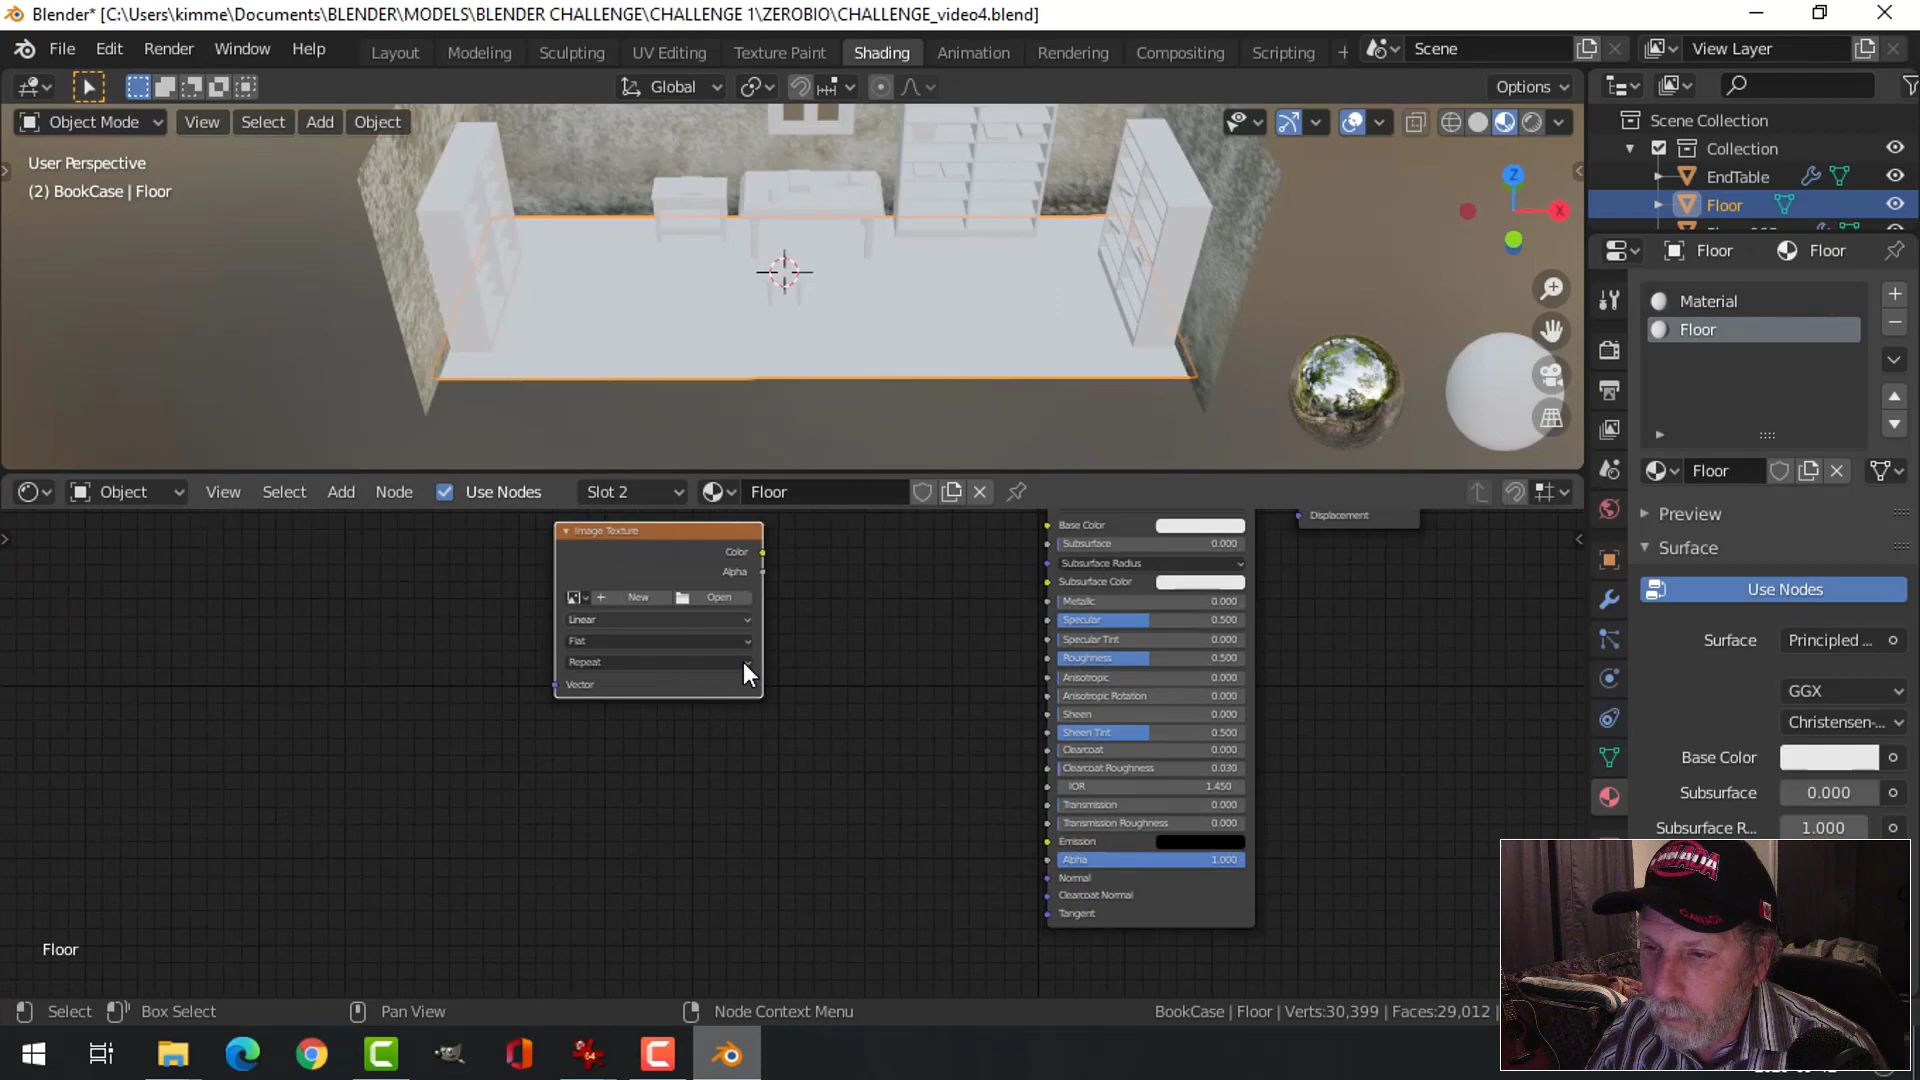 Blender* [C:\Users\kimme\Documents\BLENDER\MODELS\BLENDER CHALLENGE\CHALLENGE 1\ZEROBIO\CHALLENGE_video4.blend]
File Edit Render Window Help Layout Modeling Sculpting UV Editing Texture Paint Shading Animation Rendering Compositing Scripting Scene View Layer
Global Options
Object Mode View Select Add Object
Scene Collection
Collection
User Perspective
(2) BookCase | Floor
EndTable
Floor
Z
X
Floor Floor
Material
Floor
Floor
Object View Select Add Node Use Nodes Slot 2 Floor
Preview
Surface
Use Nodes
Surface Principled ...
GGX
Christensen-...
Base Color
Subsurface 0.000
Subsurface R... 1.000
Image Texture
Color
Alpha
New Open
Linear
Flat
Repeat
Vector
Displacement
Base Color
Subsurface 0.000
Subsurface Radius
Subsurface Color
Metallic 0.000
Specular 0.500
Specular Tint 0.000
Roughness 0.500
Anisotropic 0.000
Anisotropic Rotation 0.000
Sheen 0.000
Sheen Tint 0.500
Clearcoat 0.000
Clearcoat Roughness 0.030
IOR 1.450
Transmission 0.000
Transmission Roughness 0.000
Emission
Alpha 1.000
Normal
Clearcoat Normal
Tangent
Floor
Select Box Select Pan View Node Context Menu BookCase | Floor | Verts:30,399 | Faces:29,012